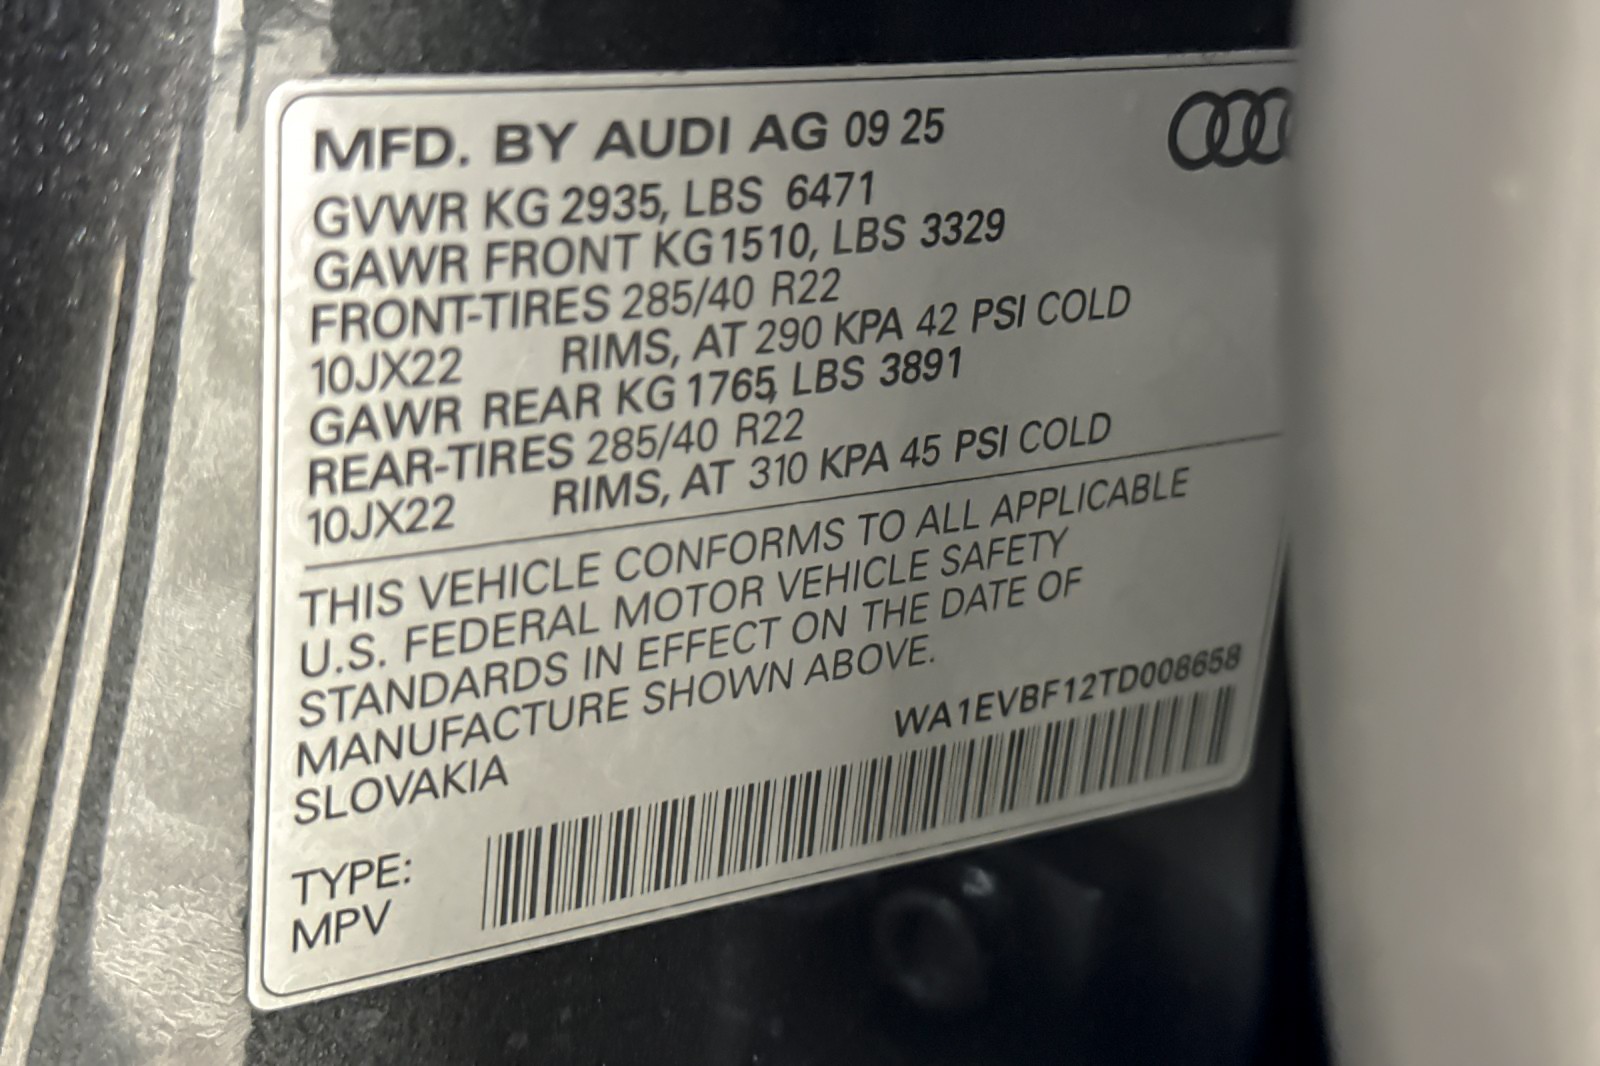 MFD. BY AUDI AG 09 25
GVWR KG 2935, LBS 6471
GAWR FRONT KG 1510, LBS 3329
FRONT-TIRES 285/40 R22
10JX22 RIMS, AT 290 KPA 42 PSI COLD
GAWR REAR KG 1765, LBS 3891
REAR-TIRES 285/40 R22
10JX22 RIMS, AT 310 KPA 45 PSI COLD
THIS VEHICLE CONFORMS TO ALL APPLICABLE
U.S. FEDERAL MOTOR VEHICLE SAFETY
STANDARDS IN EFFECT ON THE DATE OF
MANUFACTURE SHOWN ABOVE.
SLOVAKIA
WA1EVBF12TD008658
TYPE:
MPV